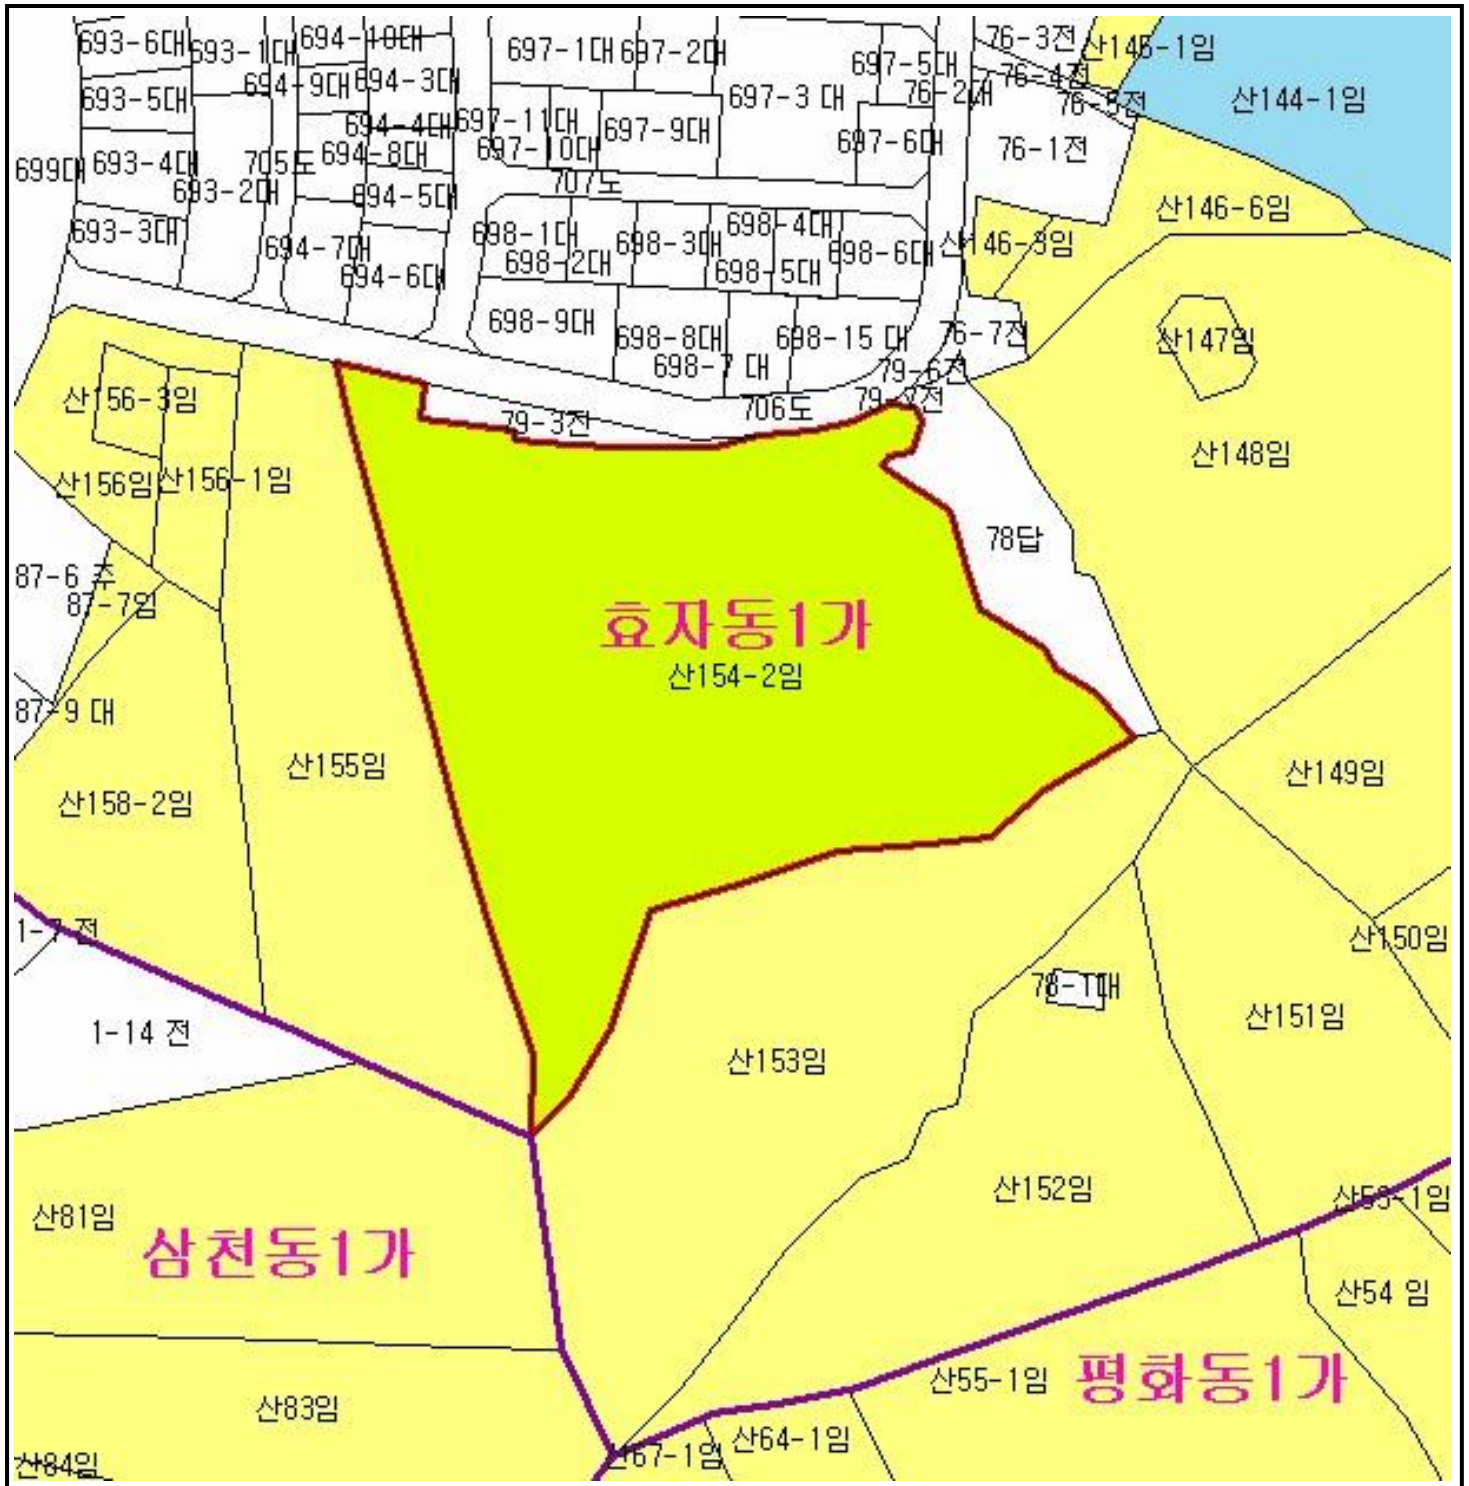 693-6대
693-1대
694-10대
697-1대
697-2대
697-5대
76-3전
산145-1임
693-5대
694-9대
694-3대
697-3 대
76-2대
76-4전
76-5전
산144-1임
694-4대
697-11대
697-9대
697-6대
76-1전
699대
693-4대
705도
694-8대
697-10대
693-2대
694-5대
707도
산146-6임
693-3대
694-7대
694-6대
698-1대
698-2대
698-3대
698-4대
698-5대
698-6대
산146-3임
698-9대
698-8대
698-7 대
698-15 대
76-7전
산147임
79-6전
산156-3임
79-3전
706도
산148임
산156임
산156-1임
78답
87-6 주
87-7임
효자동1가
산154-2임
87-9 대
산155임
산149임
산158-2임
1-7 전
산150임
78-1대
1-14 전
산151임
산153임
산152임
산81임
삼천동1가
산54 임
산55-1임
평화동1가
산83임
산64-1임
산67-1임
산84임